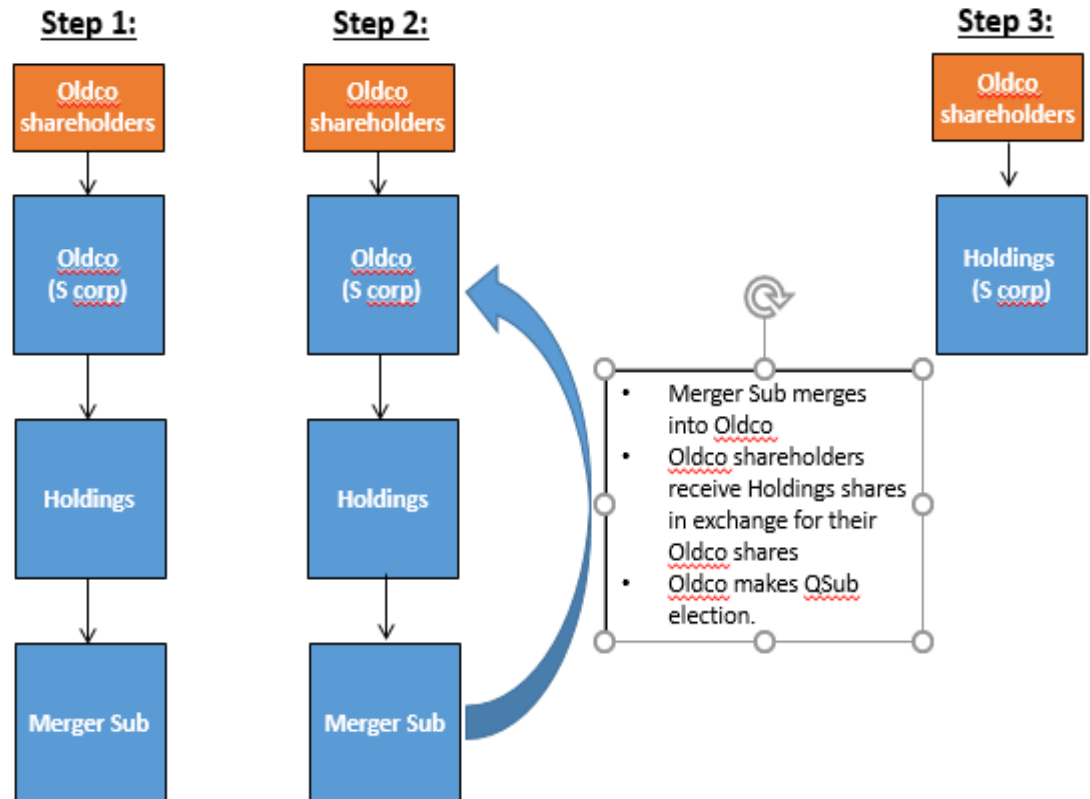 Step 1:
Oldco
shareholders
Oldco
(S corp)
Holdings
Merger Sub
Step 2:
Oldco
shareholders
Oldco
(S corp)
Holdings
Merger Sub
• Merger Sub merges
into Oldco
• Oldco shareholders
receive Holdings shares
in exchange for their
Oldco shares
• Oldco makes QSub
election.
Step 3:
Oldco
shareholders
Holdings
(S corp)